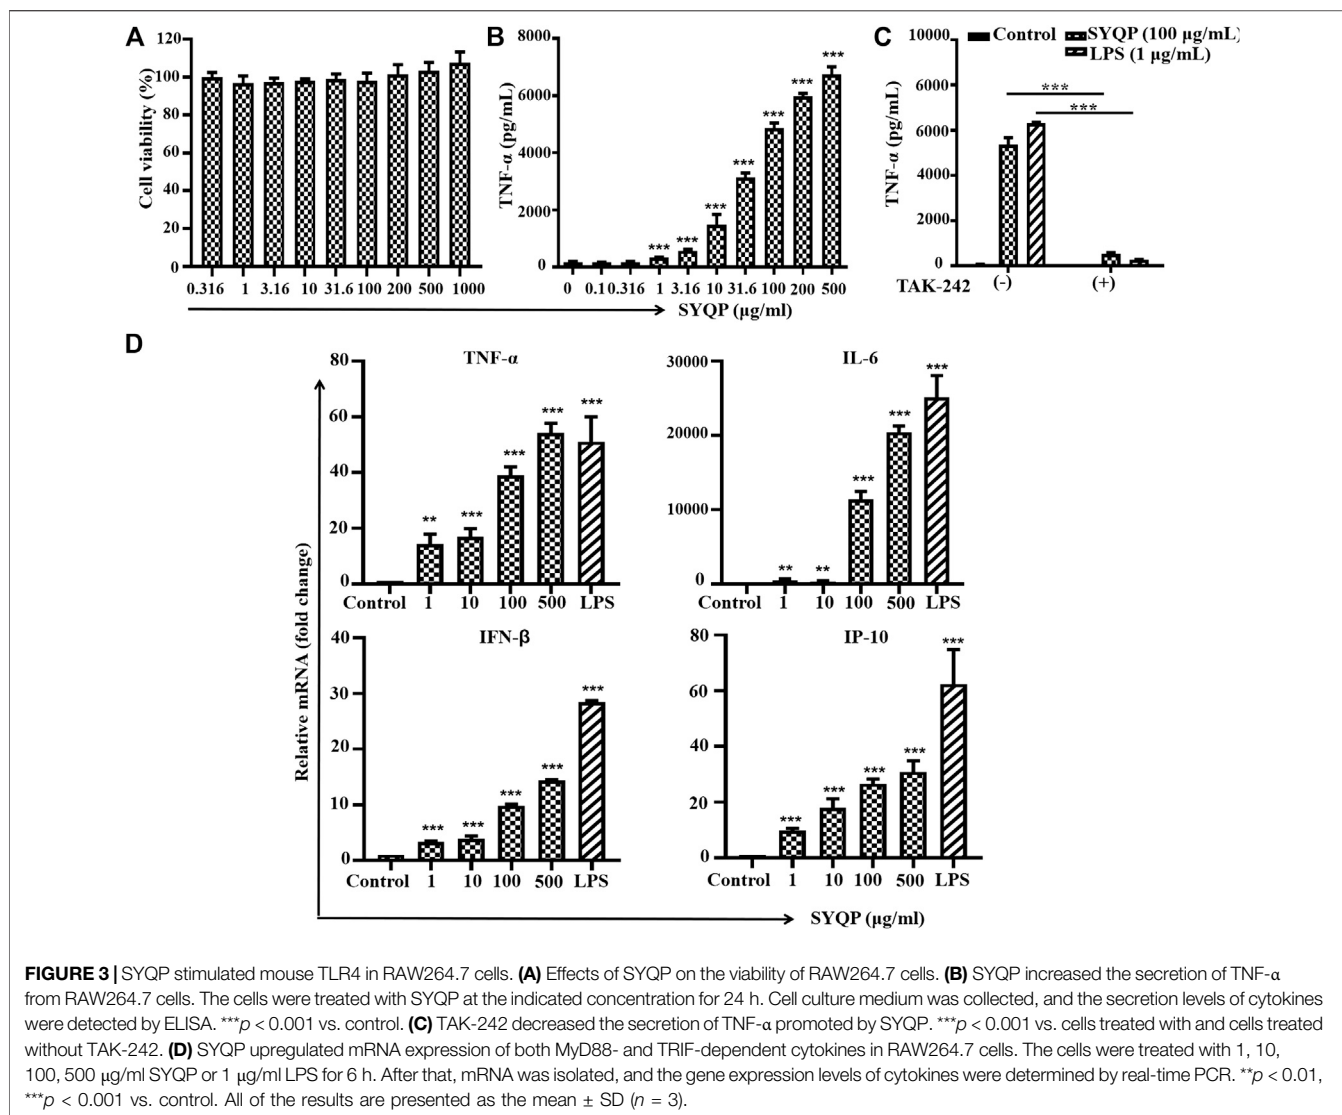 A
Cell viability (%)
140
120
100
80
60
40
20
0
0.316 1 3.16 10 31.6 100 200 500 1000
B
TNF-α (pg/mL)
8000
6000
4000
2000
0
*** *** *** *** *** *** ***
0 0.1 0.316 1 3.16 10 31.6 100 200 500
SYQP (μg/ml)
C
TNF-α (pg/mL)
10000
8000
6000
4000
2000
0
Control SYQP (100 μg/mL)
LPS (1 μg/mL)
***
***
TAK-242 (-) (+)
D
Relative mRNA (fold change)
TNF-α
80
60
40
20
0
** *** *** *** ***
Control 1 10 100 500 LPS
IL-6
30000
20000
10000
0
** ** *** *** ***
Control 1 10 100 500 LPS
IFN-β
40
30
20
10
0
*** *** *** *** ***
Control 1 10 100 500 LPS
IP-10
80
60
40
20
0
*** *** *** *** ***
Control 1 10 100 500 LPS
SYQP (μg/ml)
FIGURE 3 | SYQP stimulated mouse TLR4 in RAW264.7 cells. (A) Effects of SYQP on the viability of RAW264.7 cells. (B) SYQP increased the secretion of TNF-α
from RAW264.7 cells. The cells were treated with SYQP at the indicated concentration for 24 h. Cell culture medium was collected, and the secretion levels of cytokines
were detected by ELISA. ***p < 0.001 vs. control. (C) TAK-242 decreased the secretion of TNF-α promoted by SYQP. ***p < 0.001 vs. cells treated with and cells treated
without TAK-242. (D) SYQP upregulated mRNA expression of both MyD88- and TRIF-dependent cytokines in RAW264.7 cells. The cells were treated with 1, 10,
100, 500 μg/ml SYQP or 1 μg/ml LPS for 6 h. After that, mRNA was isolated, and the gene expression levels of cytokines were determined by real-time PCR. **p < 0.01,
***p < 0.001 vs. control. All of the results are presented as the mean ± SD (n = 3).